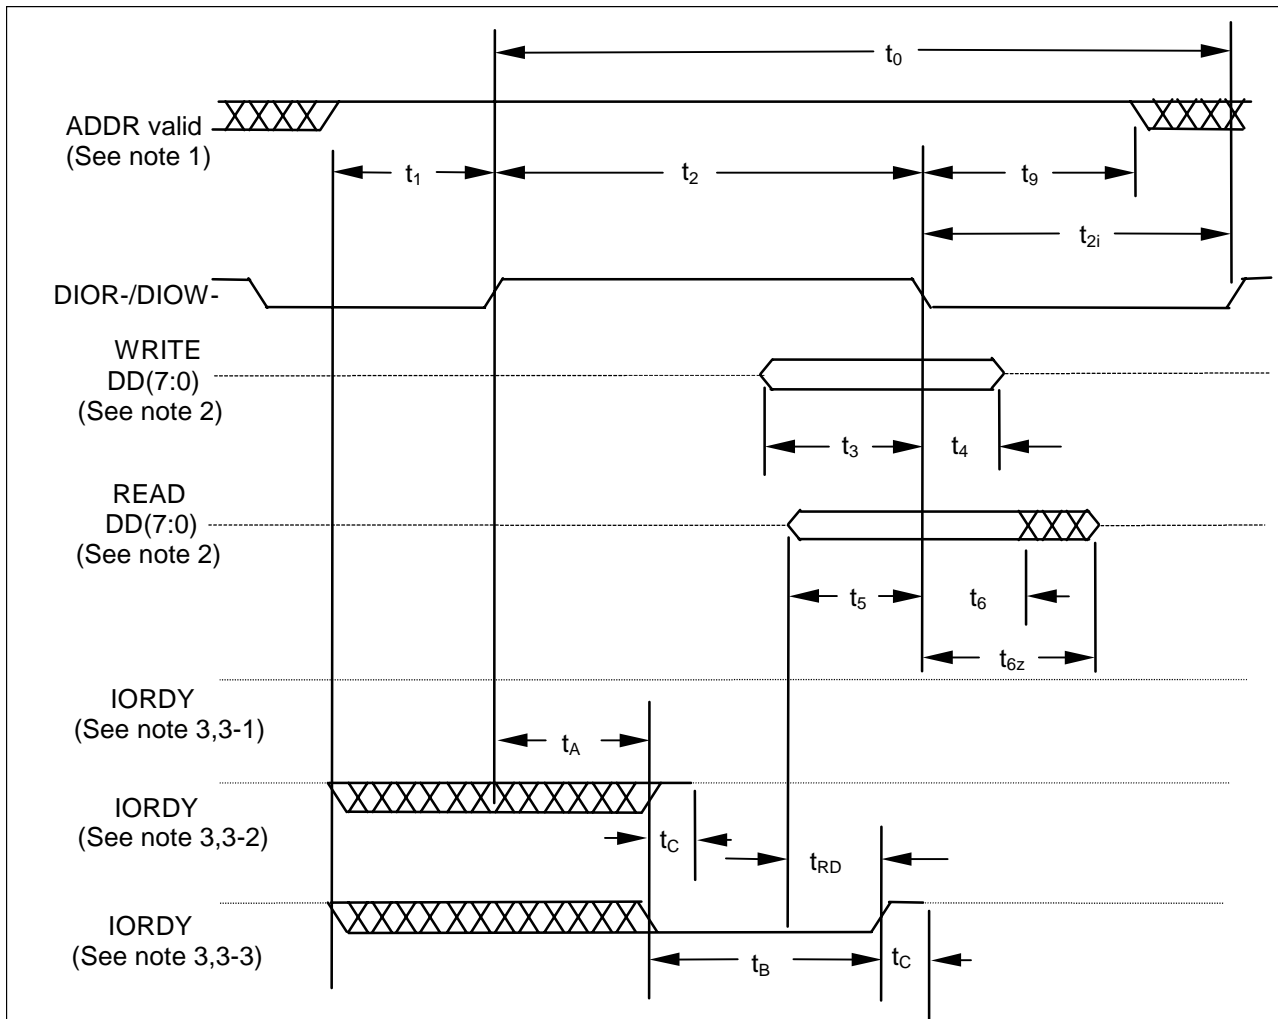 t0
ADDR valid
(See note 1)
t1
t2
t9
t2i
DIOR-/DIOW-
WRITE
DD(7:0)
(See note 2)
t3
t4
READ
DD(7:0)
(See note 2)
t5
t6
t6z
IORDY
(See note 3,3-1)
tA
IORDY
(See note 3,3-2)
tC
tRD
IORDY
(See note 3,3-3)
tB
tC